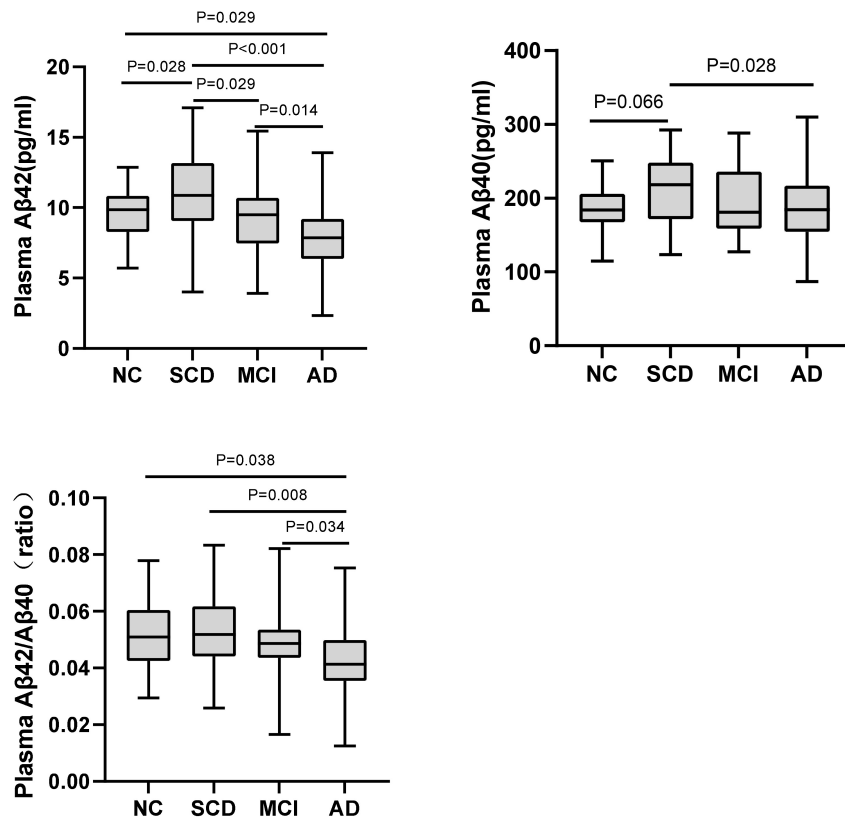 P=0.029
P<0.001
P=0.028
P=0.029
P=0.014
Plasma Aβ42(pg/ml)
20
15
10
5
0
NC SCD MCI AD
P=0.028
P=0.066
Plasma Aβ40(pg/ml)
400
300
200
100
0
NC SCD MCI AD
P=0.038
P=0.008
P=0.034
Plasma Aβ42/Aβ40（ratio）
0.10
0.08
0.06
0.04
0.02
0.00
NC SCD MCI AD